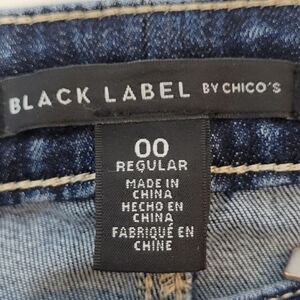 BLACK LABEL BY CHICO'S
00
REGULAR
MADE IN
CHINA
HECHO EN
CHINA
FABRIQUÉ EN
CHINE